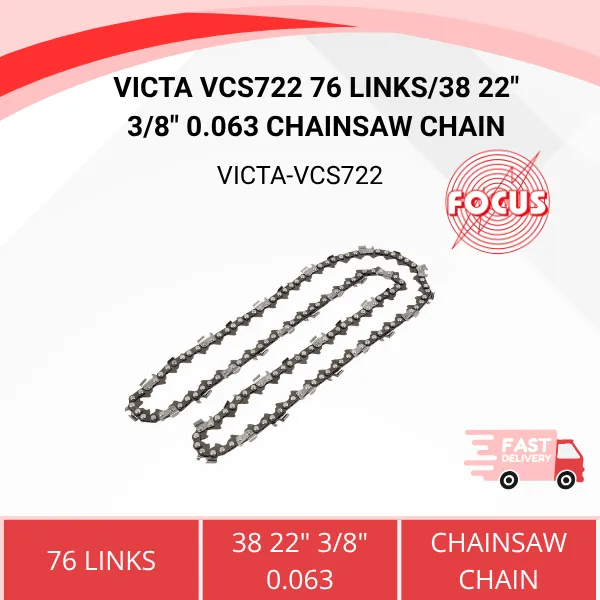 VICTA VCS722 76 LINKS/38 22"
3/8" 0.063 CHAINSAW CHAIN
VICTA-VCS722
FOCUS
FAST
DELIVERY
76 LINKS
38 22" 3/8"
0.063
CHAINSAW
CHAIN